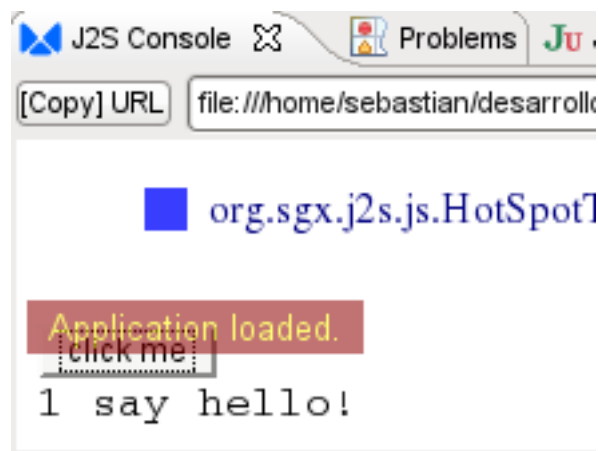 J2S Console Problems Ju
[Copy] URL file:///home/sebastian/desarrollo
org.sgx.j2s.js.HotSpotT
Application loaded.
click me
1 say hello!